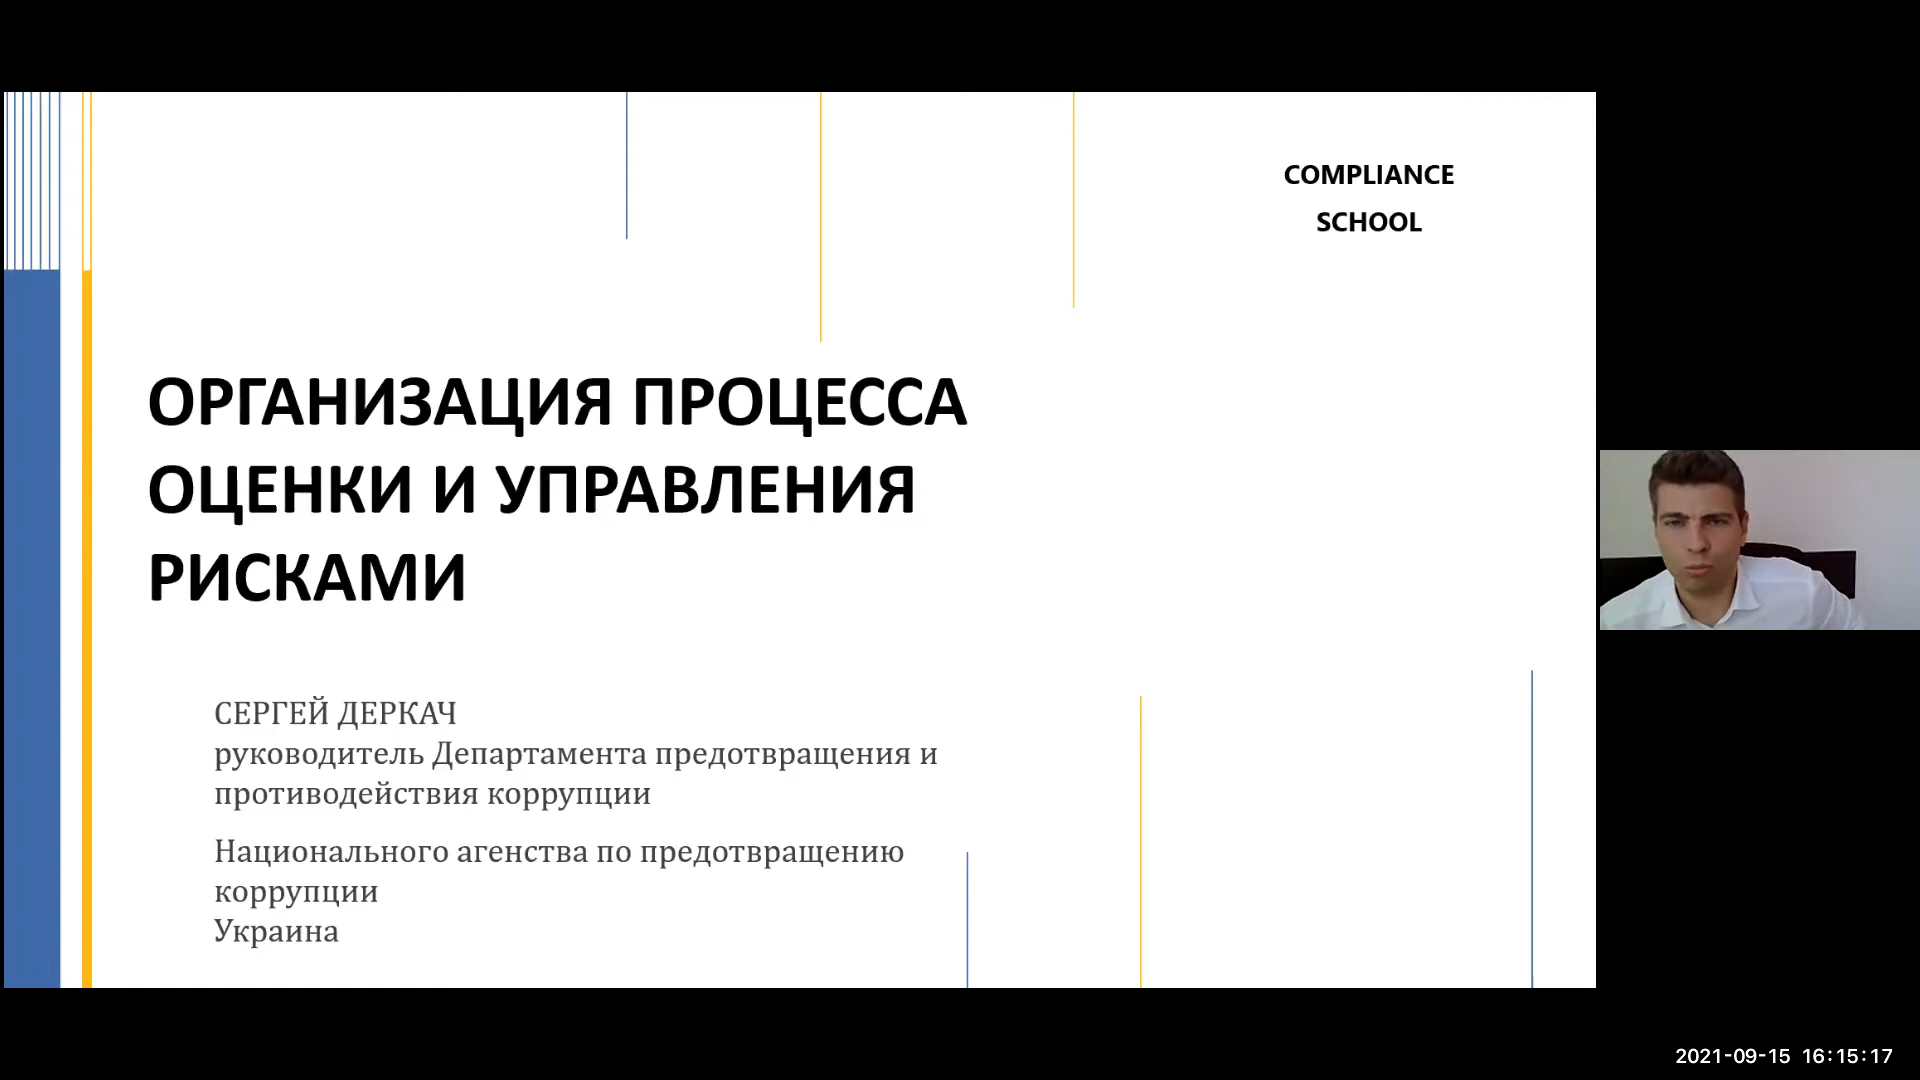 COMPLIANCE
SCHOOL
ОРГАНИЗАЦИЯ ПРОЦЕССА
ОЦЕНКИ И УПРАВЛЕНИЯ
РИСКАМИ
СЕРГЕЙ ДЕРКАЧ
руководитель Департамента предотвращения и
противодействия коррупции
Национального агенства по предотвращению
коррупции
Украина
2021-09-15 16:15:17